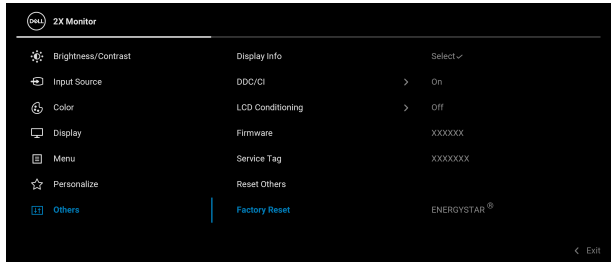 DELL 2X Monitor
Brightness/Contrast Display Info Select✓
Input Source DDC/CI > On
Color LCD Conditioning > Off
Display Firmware XXXXXX
Menu Service Tag XXXXXXX
Personalize Reset Others
Others Factory Reset ENERGYSTAR ®
< Exit